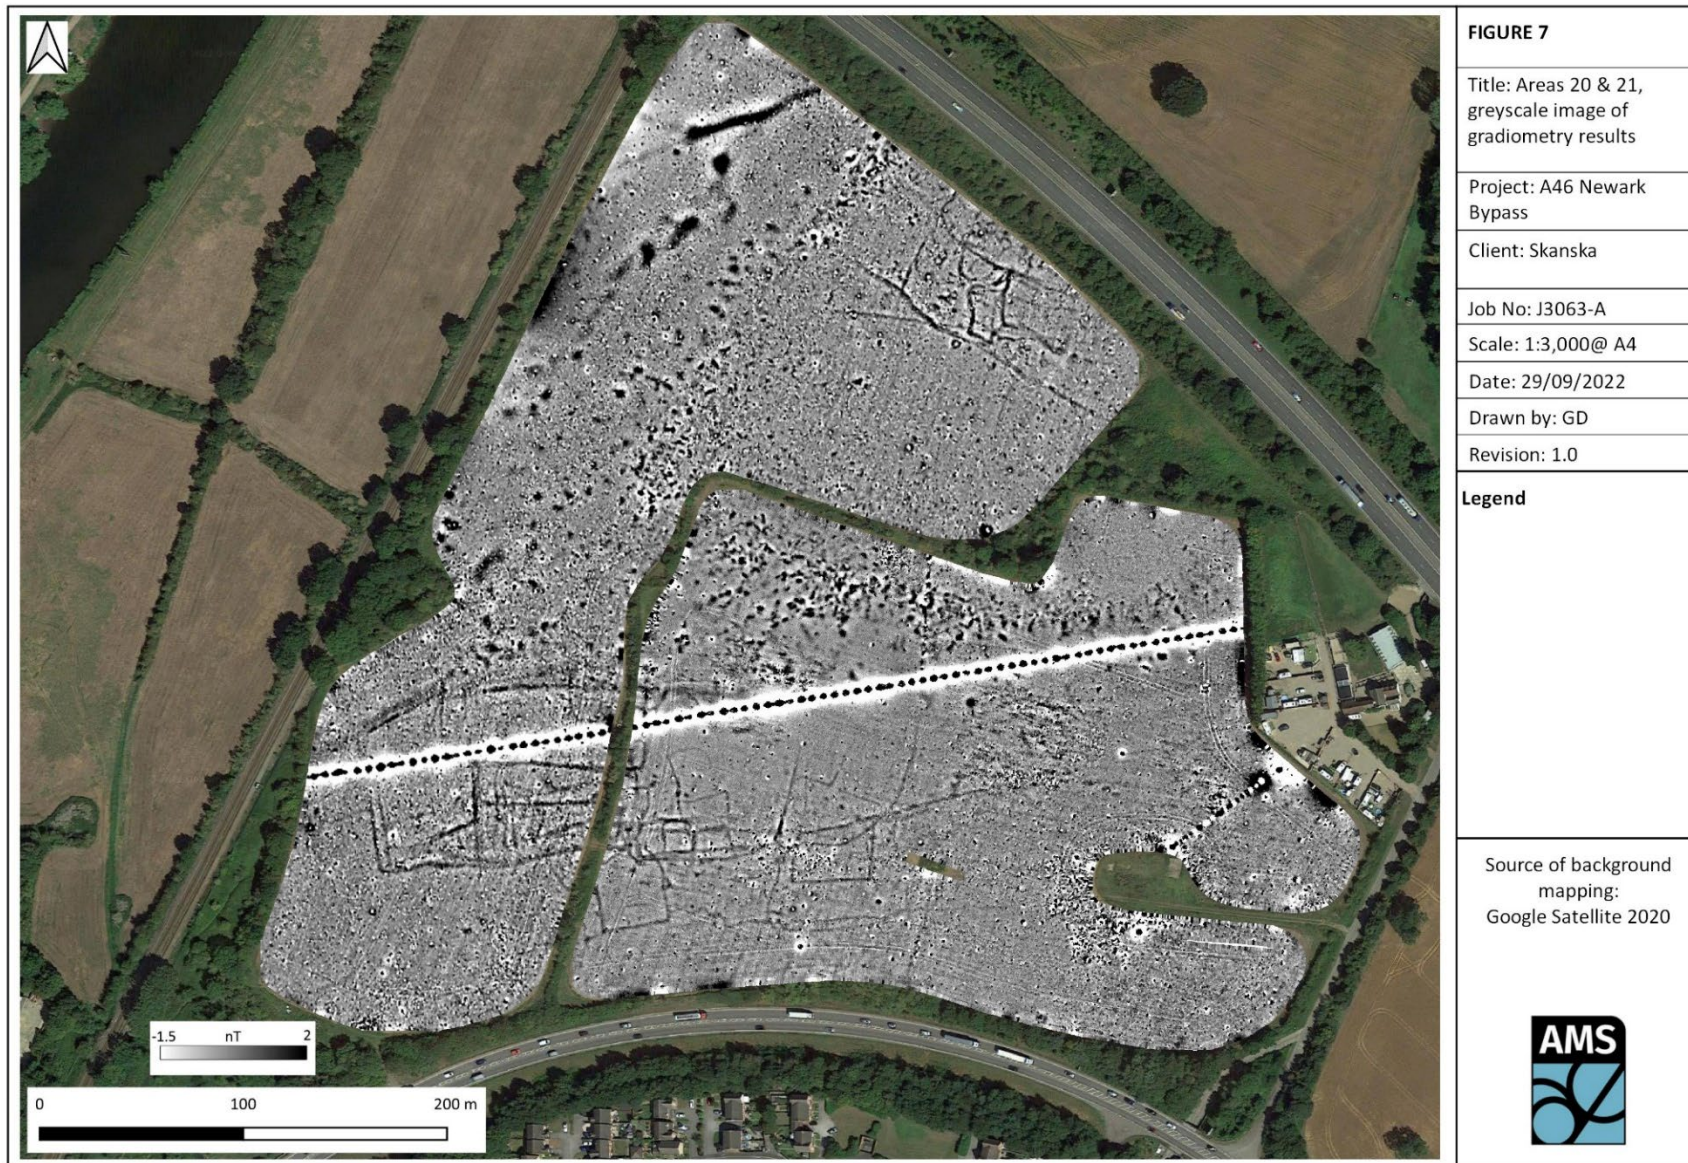 FIGURE 7
Title: Areas 20 & 21,
greyscale image of
gradiometry results
Project: A46 Newark
Bypass
Client: Skanska
Job No: J3063-A
Scale: 1:3,000@ A4
Date: 29/09/2022
Drawn by: GD
Revision: 1.0
Legend
Source of background
mapping:
Google Satellite 2020
AMS
-1.5 nT 2
0 100 200 m